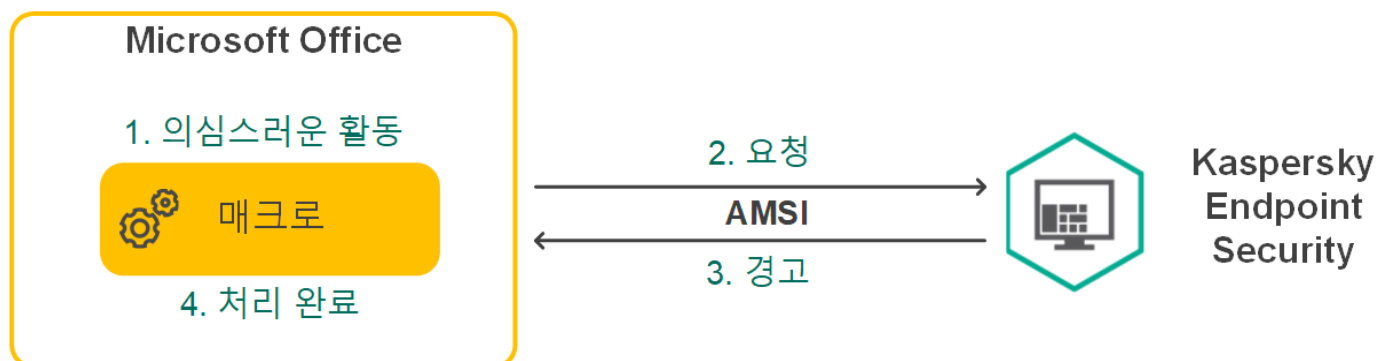 Microsoft Office
1. 의심스러운 활동
매크로
4. 처리 완료
2. 요청
AMSI
3. 경고
Kaspersky
Endpoint
Security